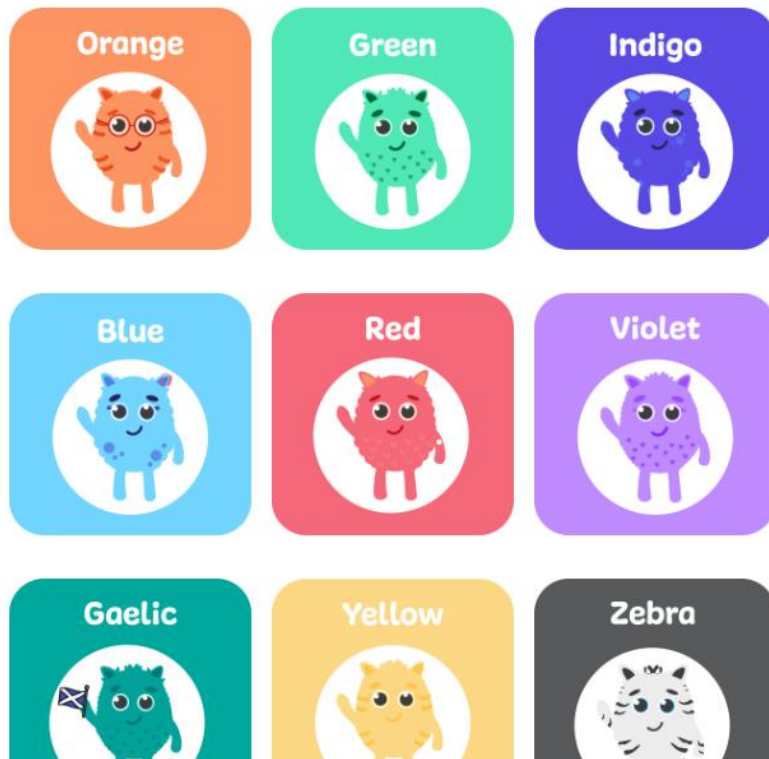 Orange
Green
Indigo
Blue
Red
Violet
Gaelic
Yellow
Zebra